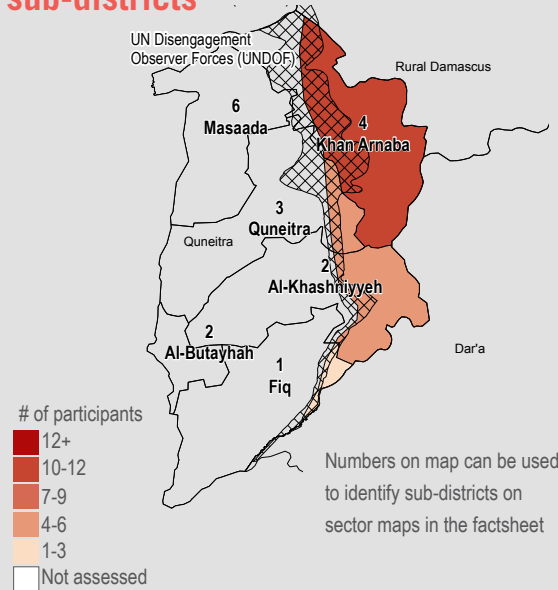 sub-districts
UN Disengagement
Observer Forces (UNDOF)
Rural Damascus
6
Masaada
4
Khan Arnaba
3
Quneitra
Quneitra
2
Al-Khashniyyeh
2
Al-Butayhah
1
Fiq
Dar'a
# of participants
12+
10-12
7-9
4-6
1-3
Not assessed
Numbers on map can be used
to identify sub-districts on
sector maps in the factsheet